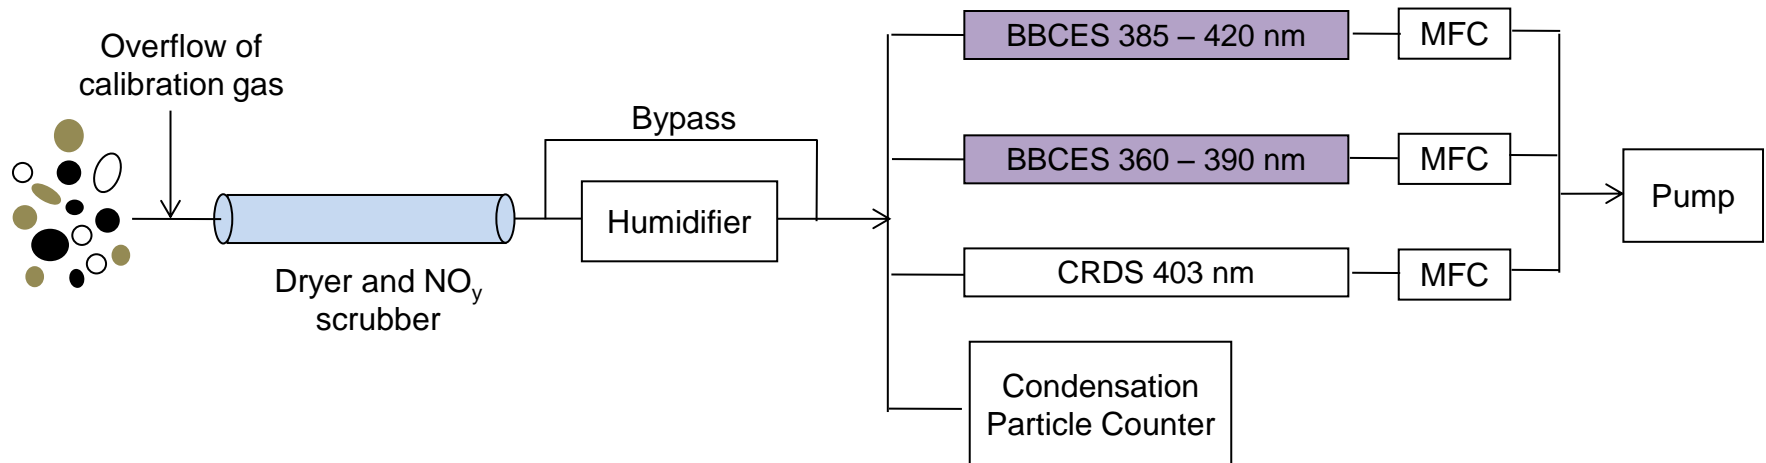 Overflow of
calibration gas
Dryer and NOy
scrubber
Bypass
Humidifier
BBCES 385 – 420 nm
MFC
BBCES 360 – 390 nm
MFC
CRDS 403 nm
MFC
Condensation
Particle Counter
Pump